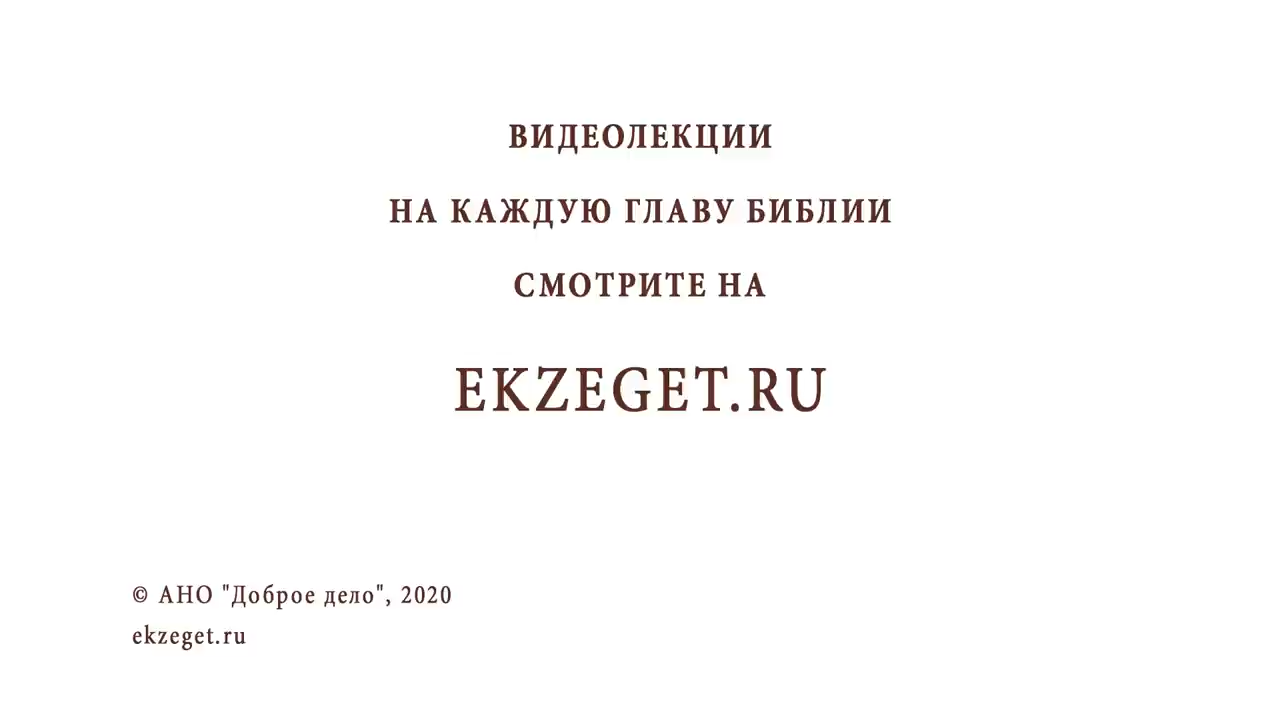 ВИДЕОЛЕКЦИИ
НА КАЖДУЮ ГЛАВУ БИБЛИИ
СМОТРИТЕ НА
EKZEGET.RU
© АНО "Доброе дело", 2020
ekzeget.ru